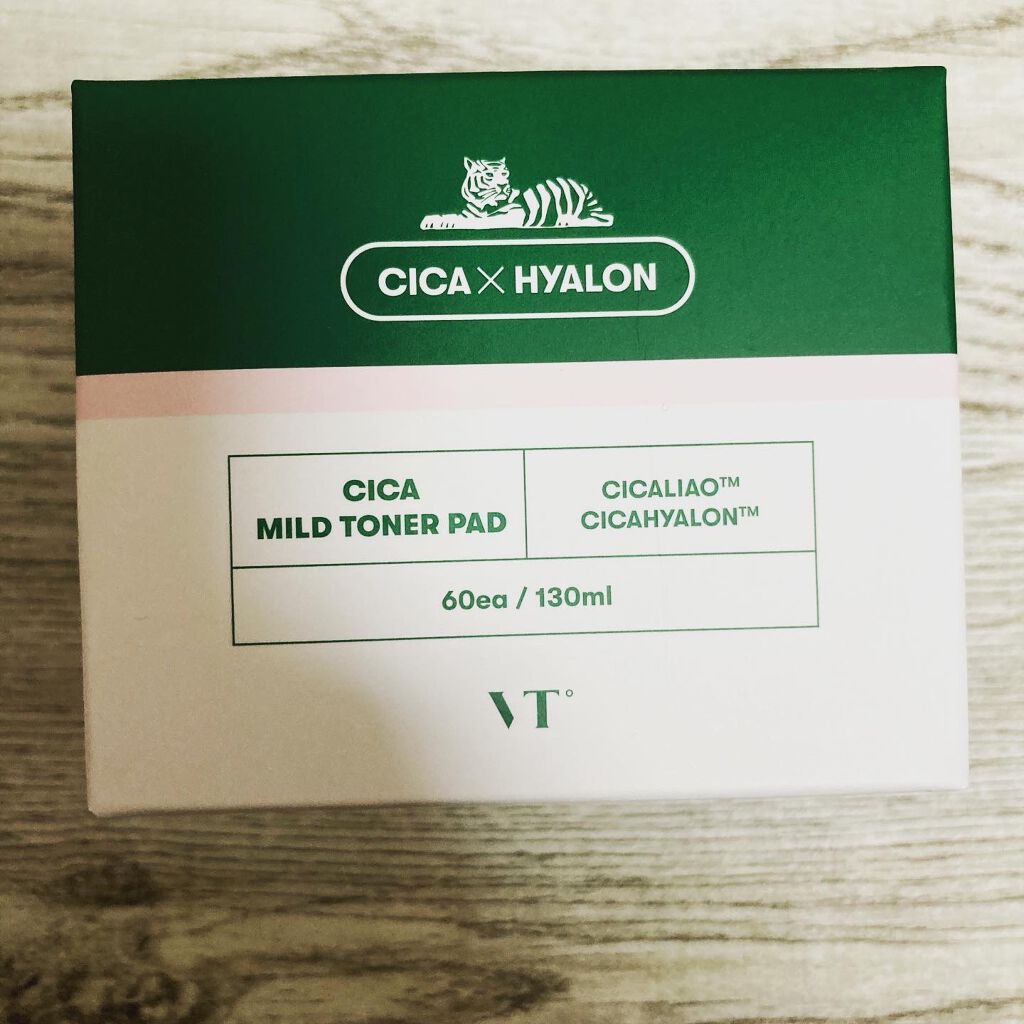 CICA X HYALON
CICA
MILD TONER PAD
CICALIAO™
CICAHYALON™
60ea / 130ml
VT°